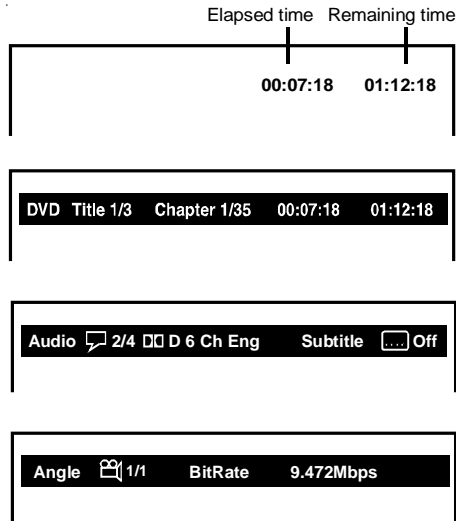 Elapsed time Remaining time
00:07:18 01:12:18
DVD Title 1/3 Chapter 1/35 00:07:18 01:12:18
Audio 2/4 D 6 Ch Eng Subtitle .... Off
Angle 1/1 BitRate 9.472Mbps